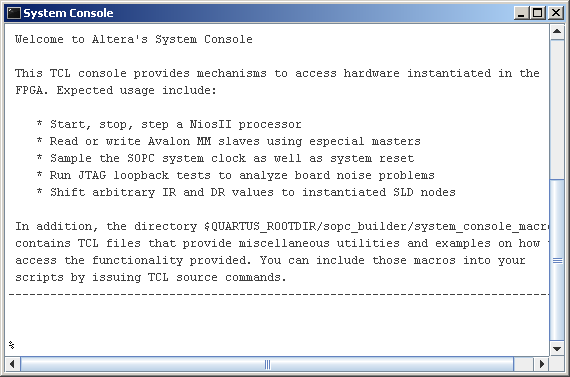 System Console
Welcome to Altera's System Console
This TCL console provides mechanisms to access hardware instantiated in the
FPGA. Expected usage include:
* Start, stop, step a NiosII processor
* Read or write Avalon MM slaves using especial masters
* Sample the SOPC system clock as well as system reset
* Run JTAG loopback tests to analyze board noise problems
* Shift arbitrary IR and DR values to instantiated SLD nodes
In addition, the directory $QUARTUS_ROOTDIR/sopc_builder/system_console_macro
contains TCL files that provide miscellaneous utilities and examples on how
access the functionality provided. You can include those macros into your
scripts by issuing TCL source commands.
--------------------------------------------------------------------------------
%